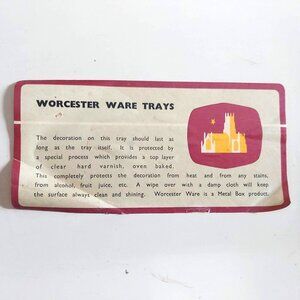 WORCESTER WARE TRAYS
The decoration on this tray should last as
long as the tray itself. It is protected by
a special process which provides a top layer
of clear hard varnish, oven baked.
This completely protects the decoration from heat and from any stains,
from alcohol, fruit juice, etc. A wipe over with a damp cloth will keep
the surface always clean and shining. Worcester Ware is a Metal Box product.